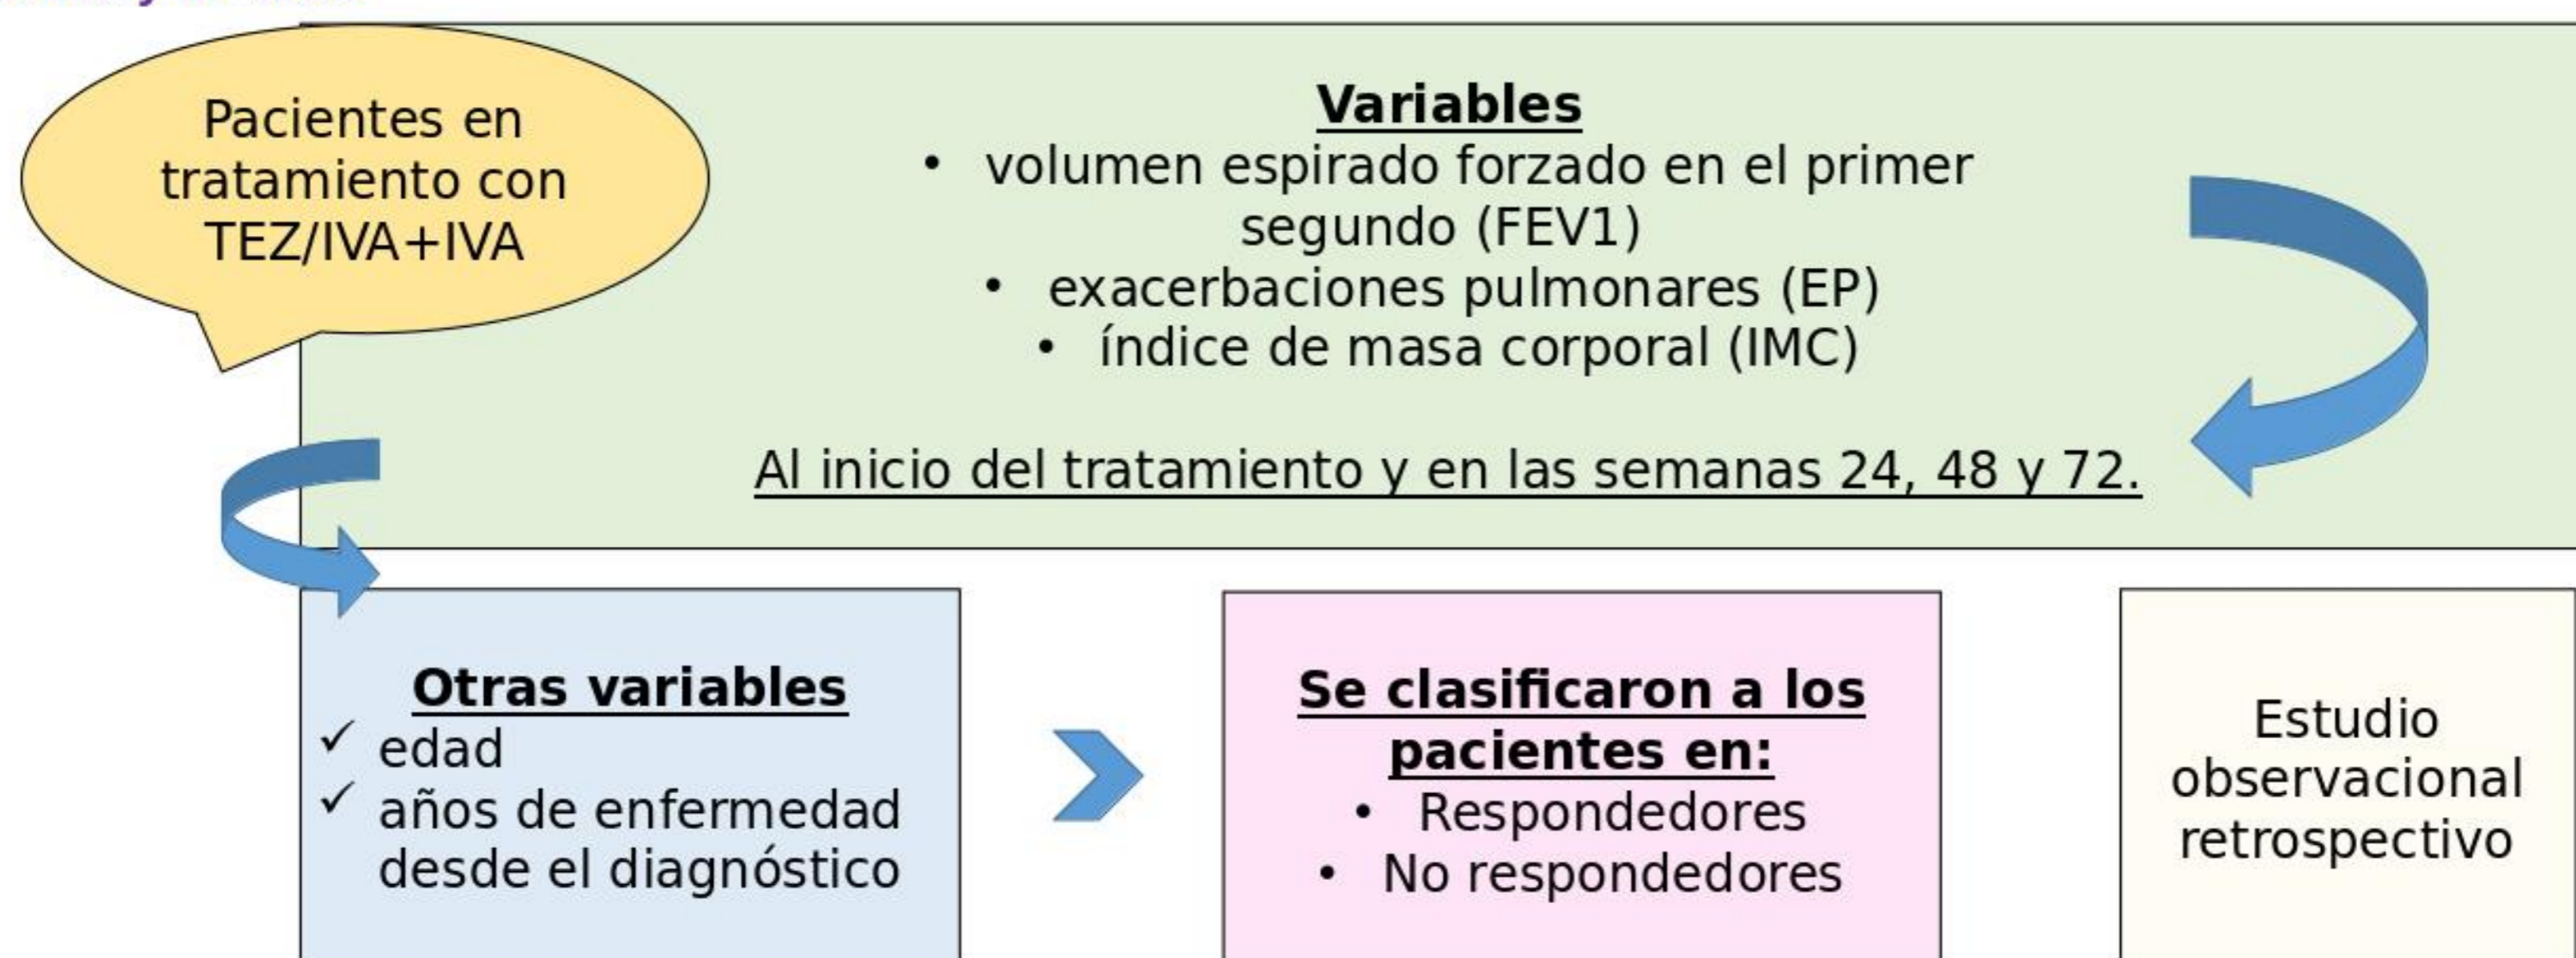 Pacientes en
tratamiento con
TEZ/IVA+IVA
Variables
• volumen espirado forzado en el primer
segundo (FEV1)
• exacerbaciones pulmonares (EP)
• índice de masa corporal (IMC)
Al inicio del tratamiento y en las semanas 24, 48 y 72.
Otras variables
✓ edad
✓ años de enfermedad
desde el diagnóstico
Se clasificaron a los
pacientes en:
• Respondedores
• No respondedores
Estudio
observacional
retrospectivo